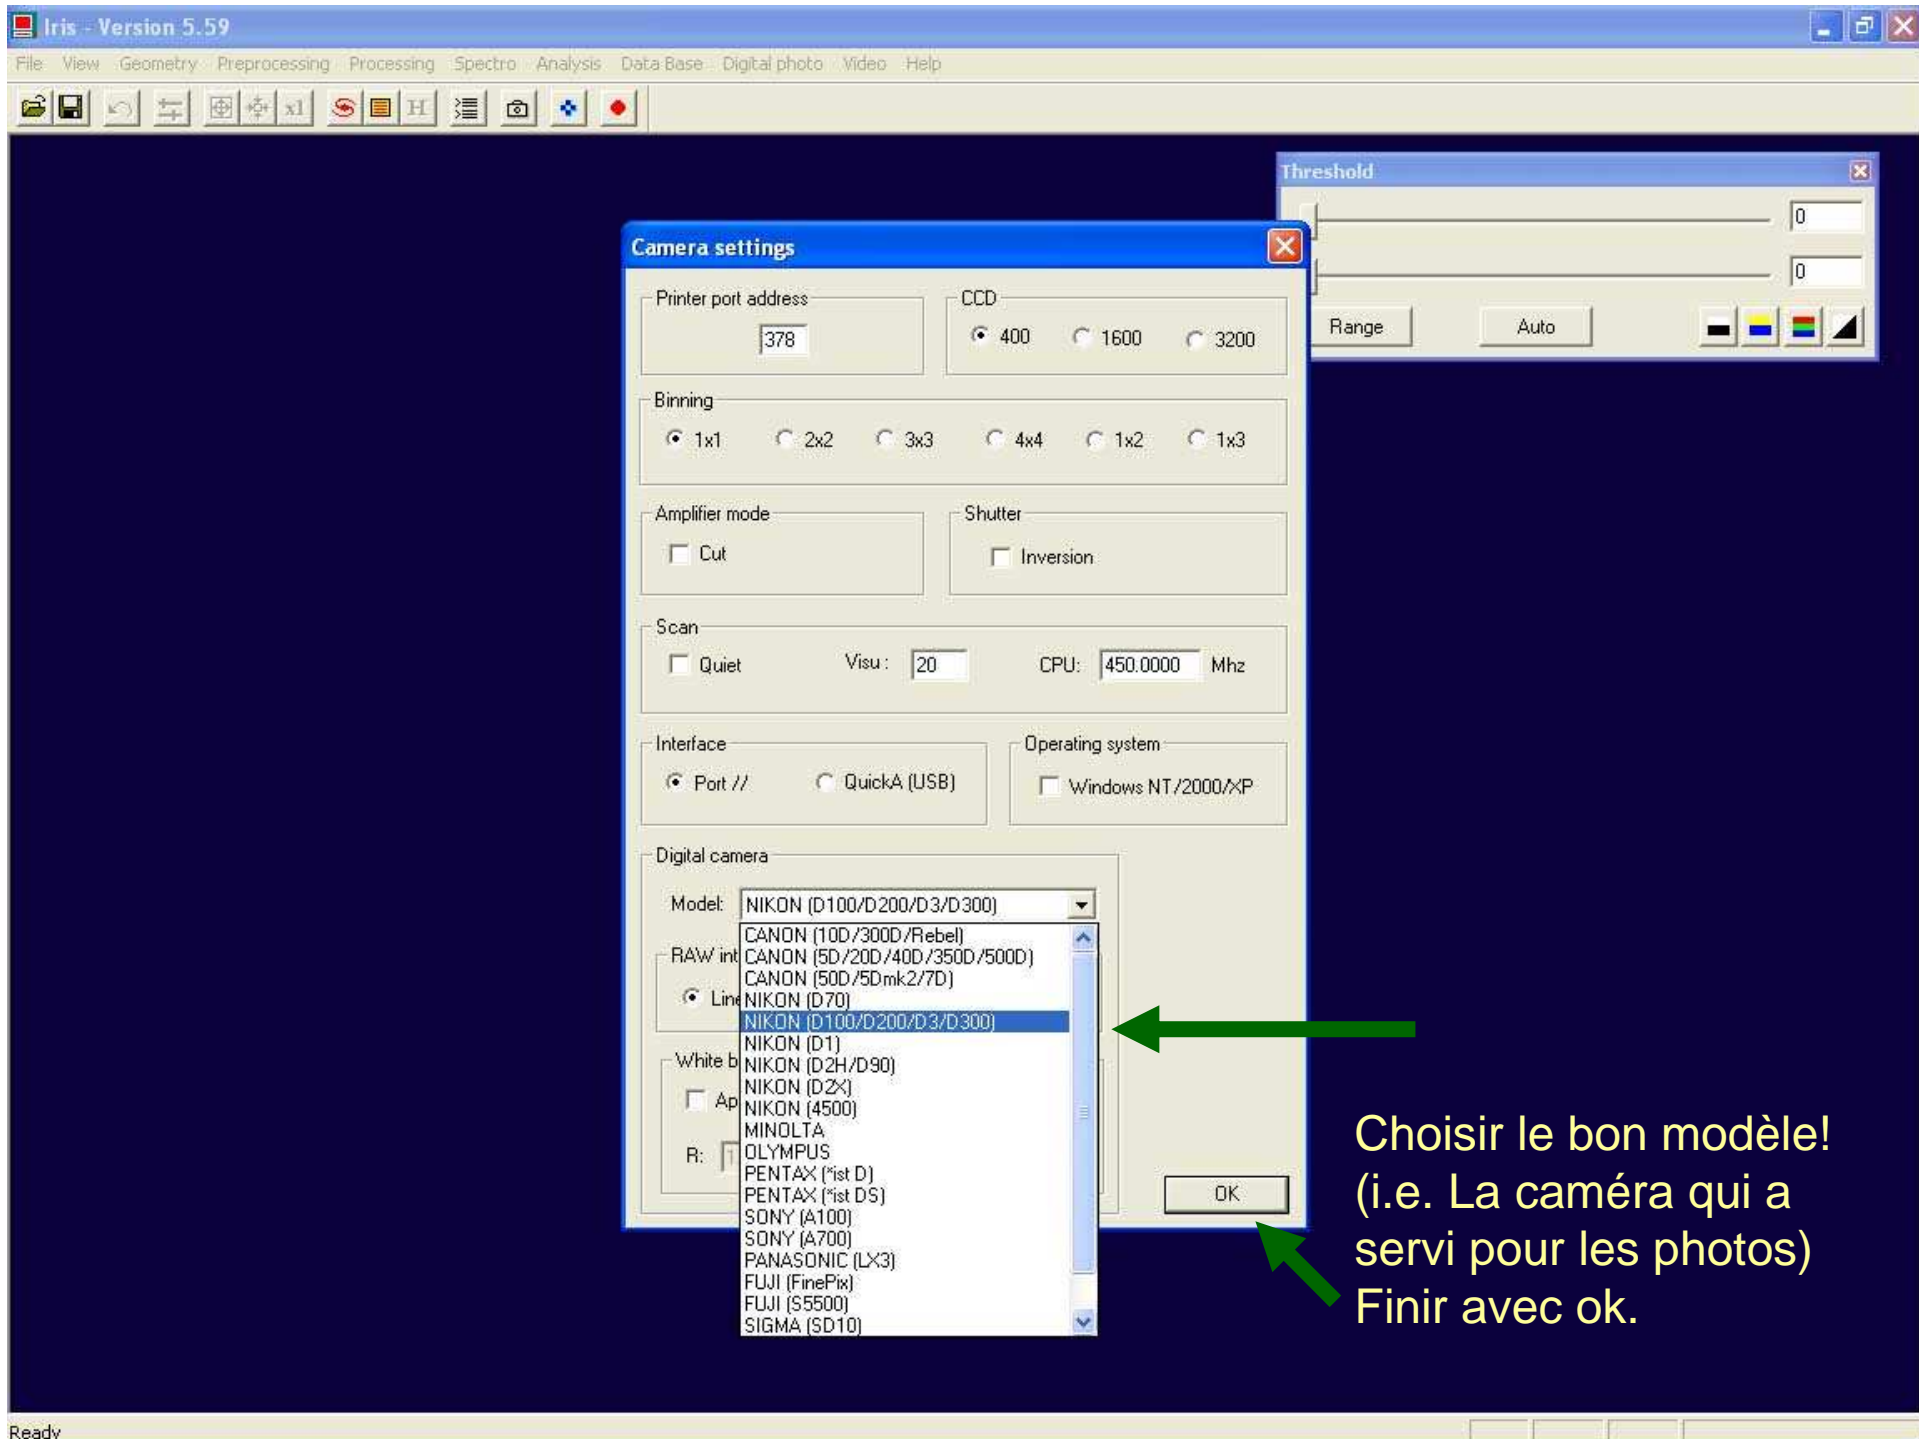 Iris - Version 5.59
File View Geometry Preprocessing Processing Spectro Analysis Data Base Digital photo Video Help
x1 H
Threshold
0
0
Range Auto
Camera settings
Printer port address CCD
378 400 1600 3200
Binning
1x1 2x2 3x3 4x4 1x2 1x3
Amplifier mode Shutter
Cut Inversion
Scan
Quiet Visu : 20 CPU: 450.0000 Mhz
Interface Operating system
Port // QuickA (USB) Windows NT/2000/XP
Digital camera
Model: NIKON (D100/D200/D3/D300)
CANON (10D/300D/Rebel)
RAW int CANON (5D/20D/40D/350D/500D)
CANON (50D/5Dmk2/7D)
Line NIKON (D70)
NIKON (D100/D200/D3/D300)
NIKON (D1)
White b NIKON (D2H/D90)
NIKON (D2X)
Ap NIKON (4500)
MINOLTA
R: 1 OLYMPUS
PENTAX (*ist D)
PENTAX (*ist DS)
SONY (A100)
SONY (A700)
PANASONIC (LX3)
FUJI (FinePix)
FUJI (S5500)
SIGMA (SD10)
OK
Choisir le bon modèle!
(i.e. La caméra qui a
servi pour les photos)
Finir avec ok.
Ready